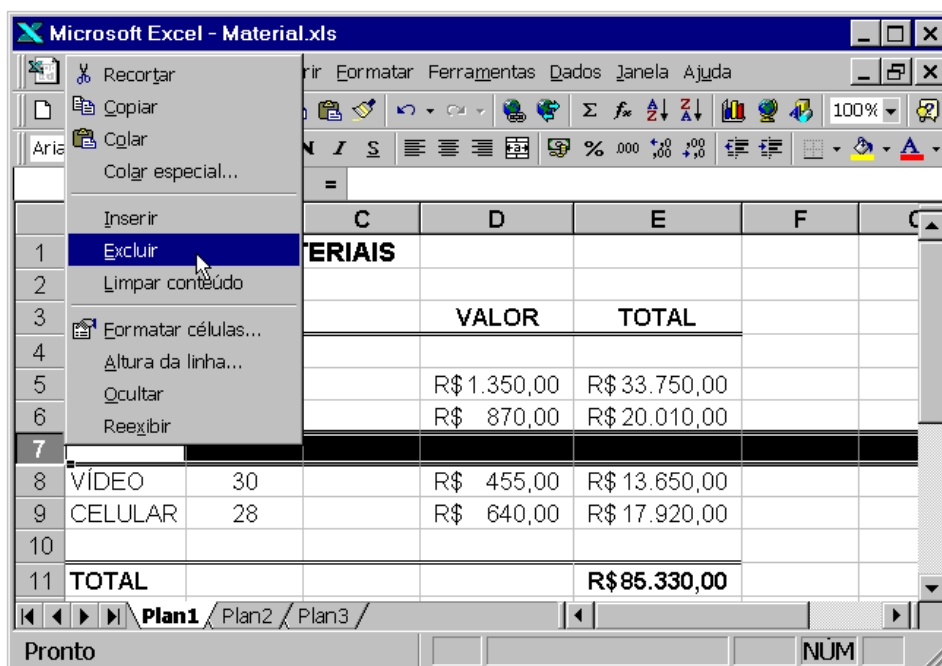 Microsoft Excel - Material.xls
rir Formatar Ferramentas Dados Janela Ajuda
100%
Aria N I S % 000
=
Recortar
Copiar
Colar
Colar especial...
Inserir
Excluir
Limpar conteúdo
Formatar células...
Altura da linha...
Ocultar
Reexibir
C D E F
1 TERIAIS
2
3 VALOR TOTAL
4
5 R$ 1.350,00 R$ 33.750,00
6 R$ 870,00 R$ 20.010,00
7
8 VÍDEO 30 R$ 455,00 R$ 13.650,00
9 CELULAR 28 R$ 640,00 R$ 17.920,00
10
11 TOTAL R$ 85.330,00
Plan1 Plan2 Plan3
Pronto NÚM